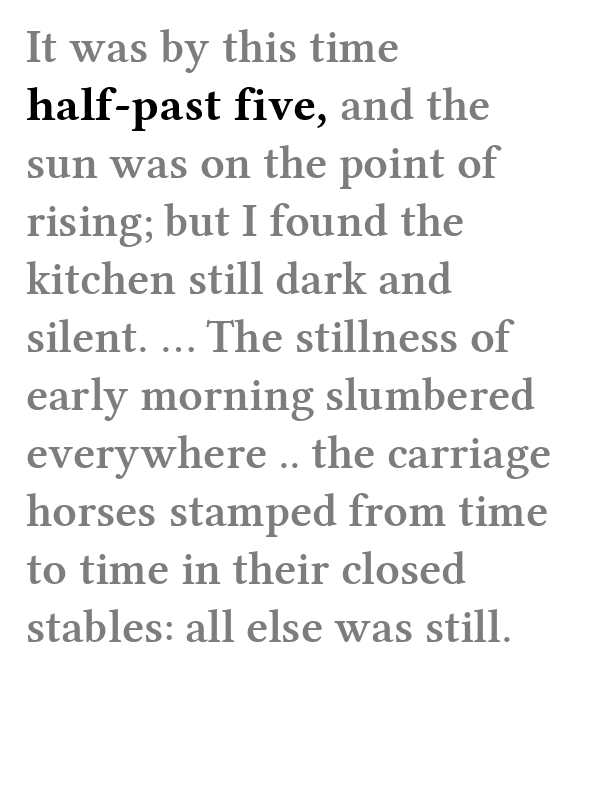 It was by this time
half-past five, and the
sun was on the point of
rising; but I found the
kitchen still dark and
silent. ... The stillness of
early morning slumbered
everywhere .. the carriage
horses stamped from time
to time in their closed
stables: all else was still.